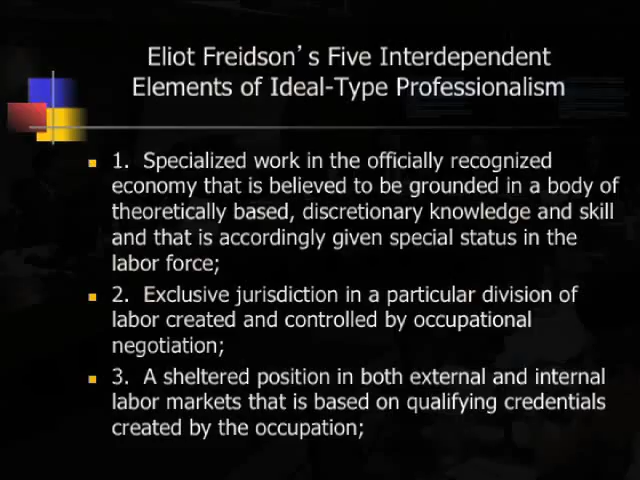 Eliot Freidson's Five Interdependent
Elements of Ideal-Type Professionalism
1. Specialized work in the officially recognized
economy that is believed to be grounded in a body of
theoretically based, discretionary knowledge and skill
and that is accordingly given special status in the
labor force;
2. Exclusive jurisdiction in a particular division of
labor created and controlled by occupational
negotiation;
3. A sheltered position in both external and internal
labor markets that is based on qualifying credentials
created by the occupation;